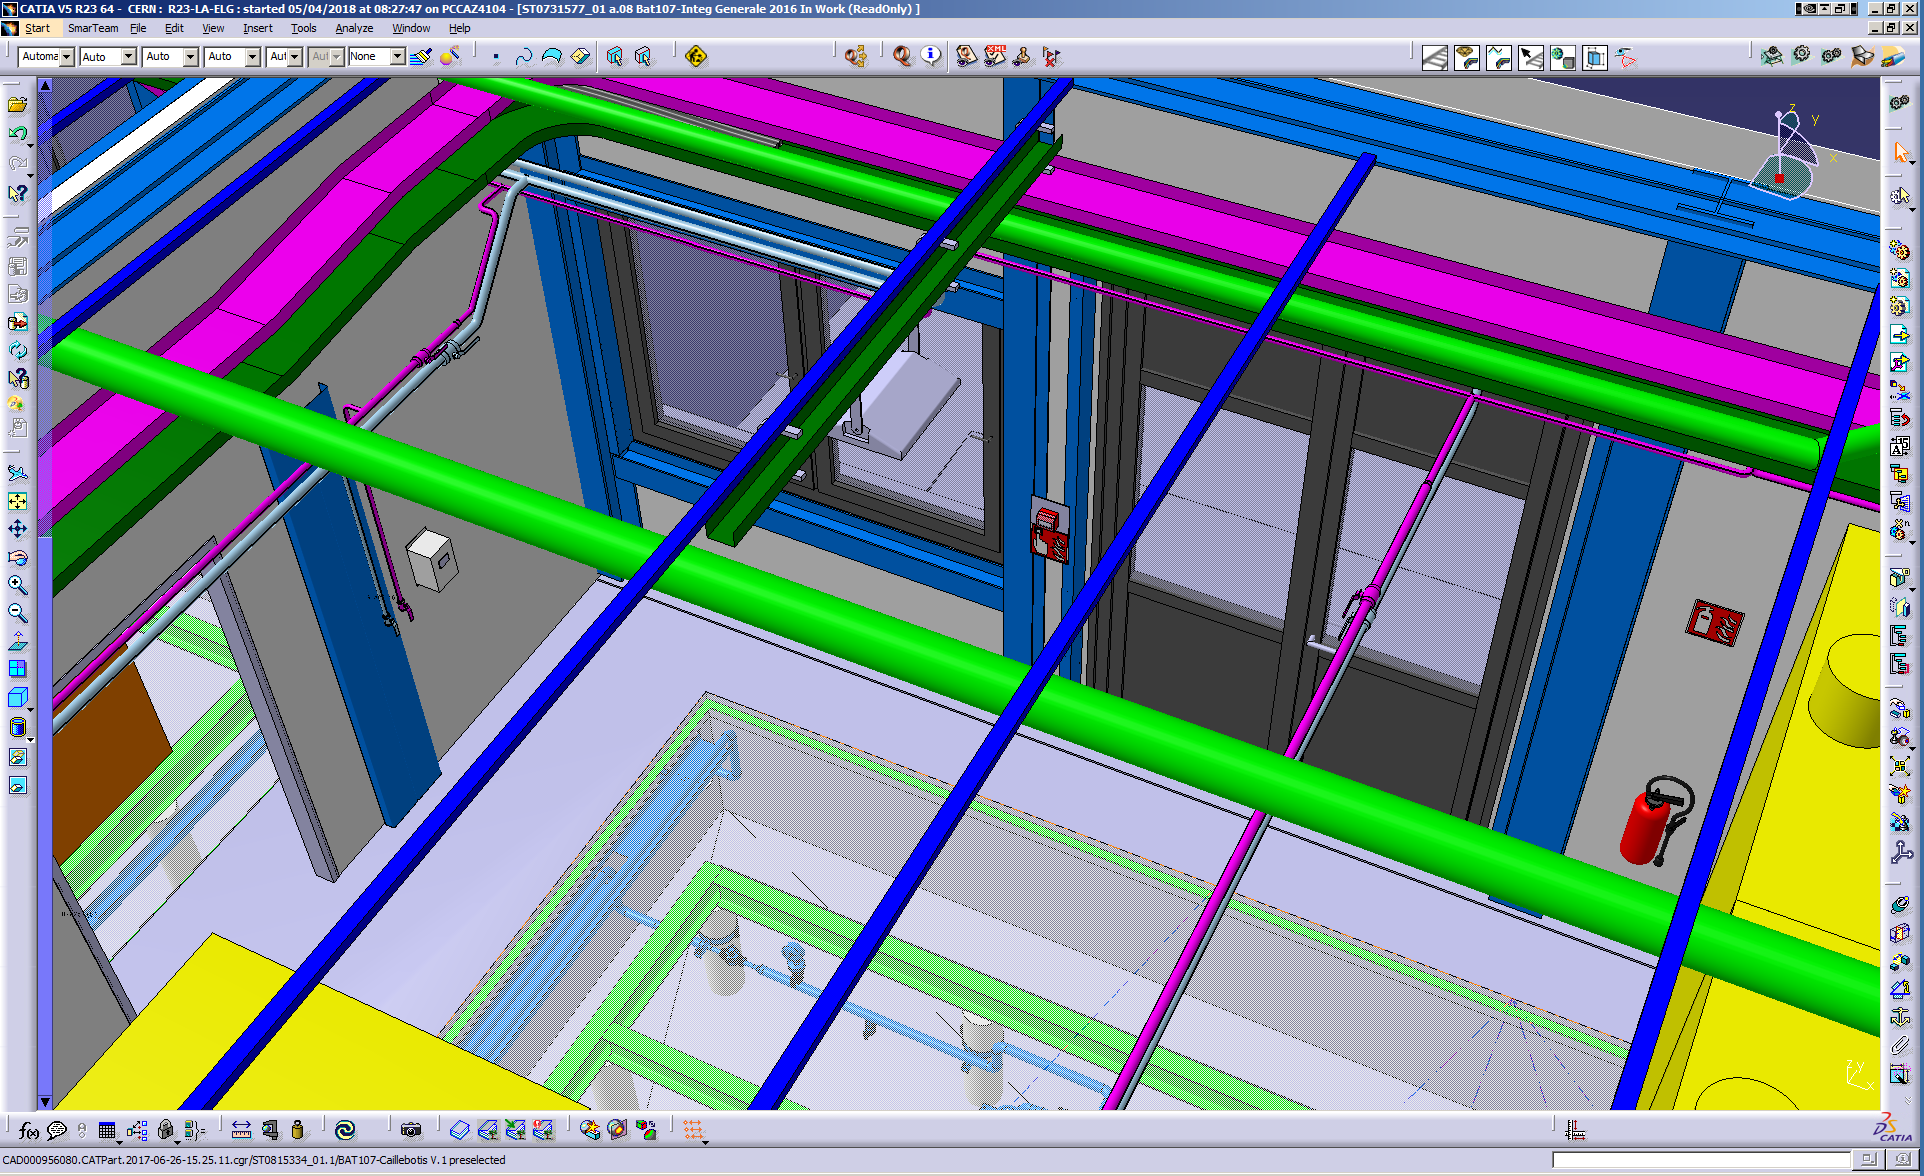 CATIA V5 R23 64 - CERN : R23-LA-ELG : started 05/04/2018 at 08:27:47 on PCCAZ4104 - [ST0731577_01 a.08 Bat107-Integ Generale 2016 In Work (ReadOnly) ]
Start SmarTeam File Edit View Insert Tools Analyze Window Help
Automa Auto Auto Auto Aut Aut None
z
y
x
z
y
x
f(x)
CATIA
CAD000956080.CATPart.2017-06-26-15.25.11.cgr/ST0815334_01.1/BAT107-Caillebotis V.1 preselected